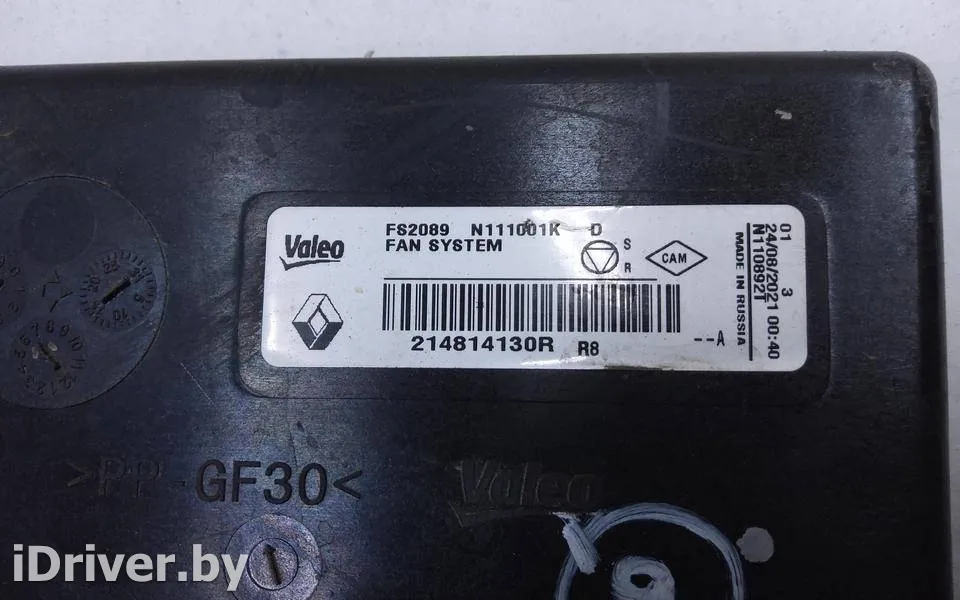 Valeo
FS2089 N111001K D
FAN SYSTEM
S
R
CAM
214814130R R8
--A
01 3
24/08/2021 00:40
N110892T
MADE IN RUSSIA
>PP-GF30<
Valeo
iDriver.by